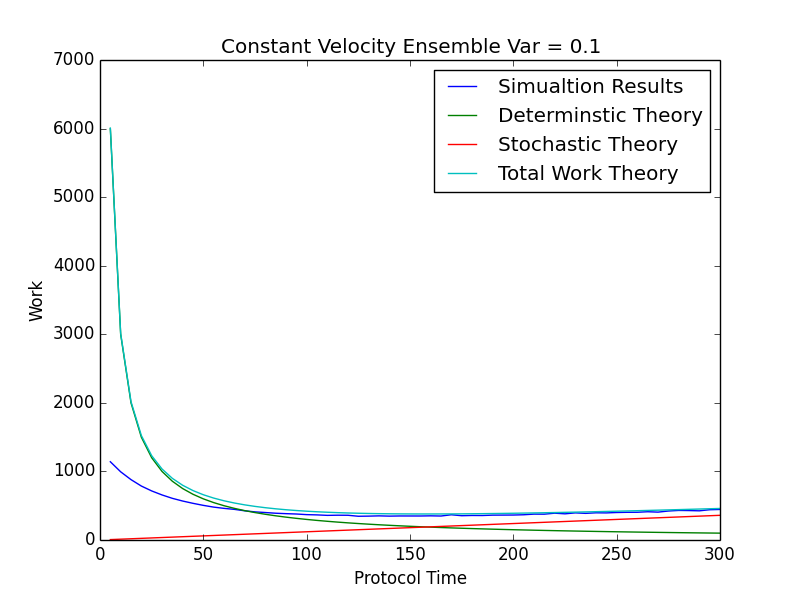 Constant Velocity Ensemble Var = 0.1
7000
6000
5000
4000
3000
2000
1000
0
Work
Simualtion Results
Determinstic Theory
Stochastic Theory
Total Work Theory
0 50 100 150 200 250 300
Protocol Time